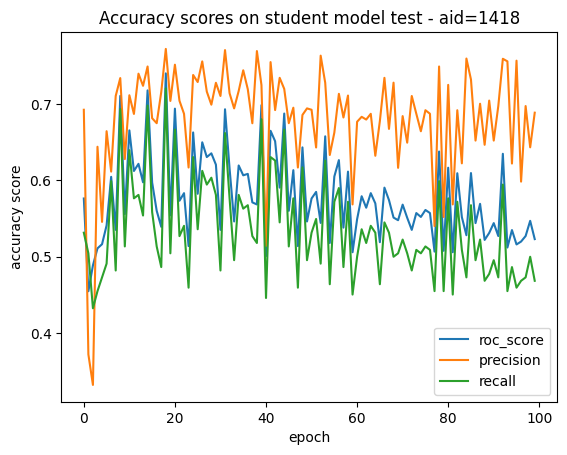 Accuracy scores on student model test - aid=1418
accuracy score
0.7
0.6
0.5
0.4
0
20
40
60
80
100
epoch
roc_score
precision
recall